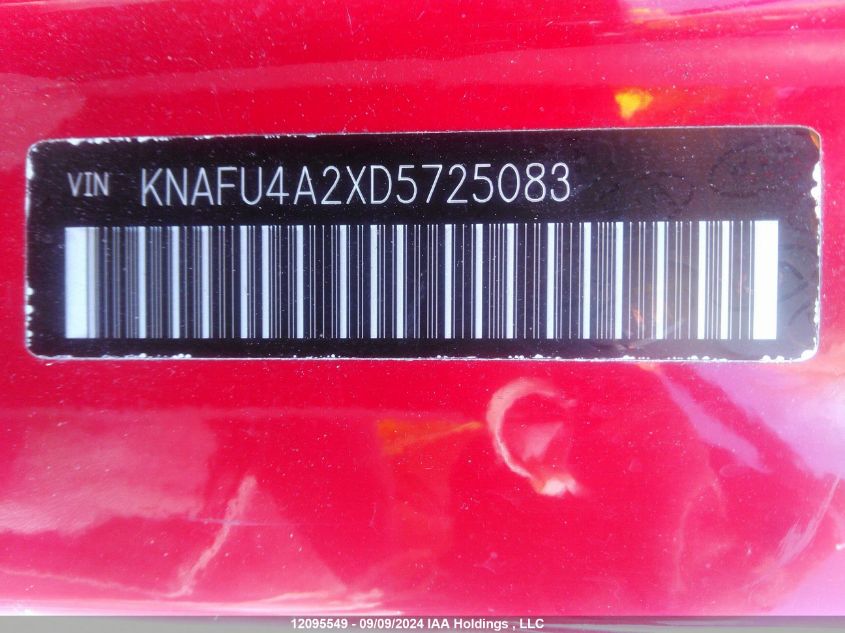 VIN KNAFU4A2XD5725083
12095549 - 09/09/2024 IAA Holdings , LLC